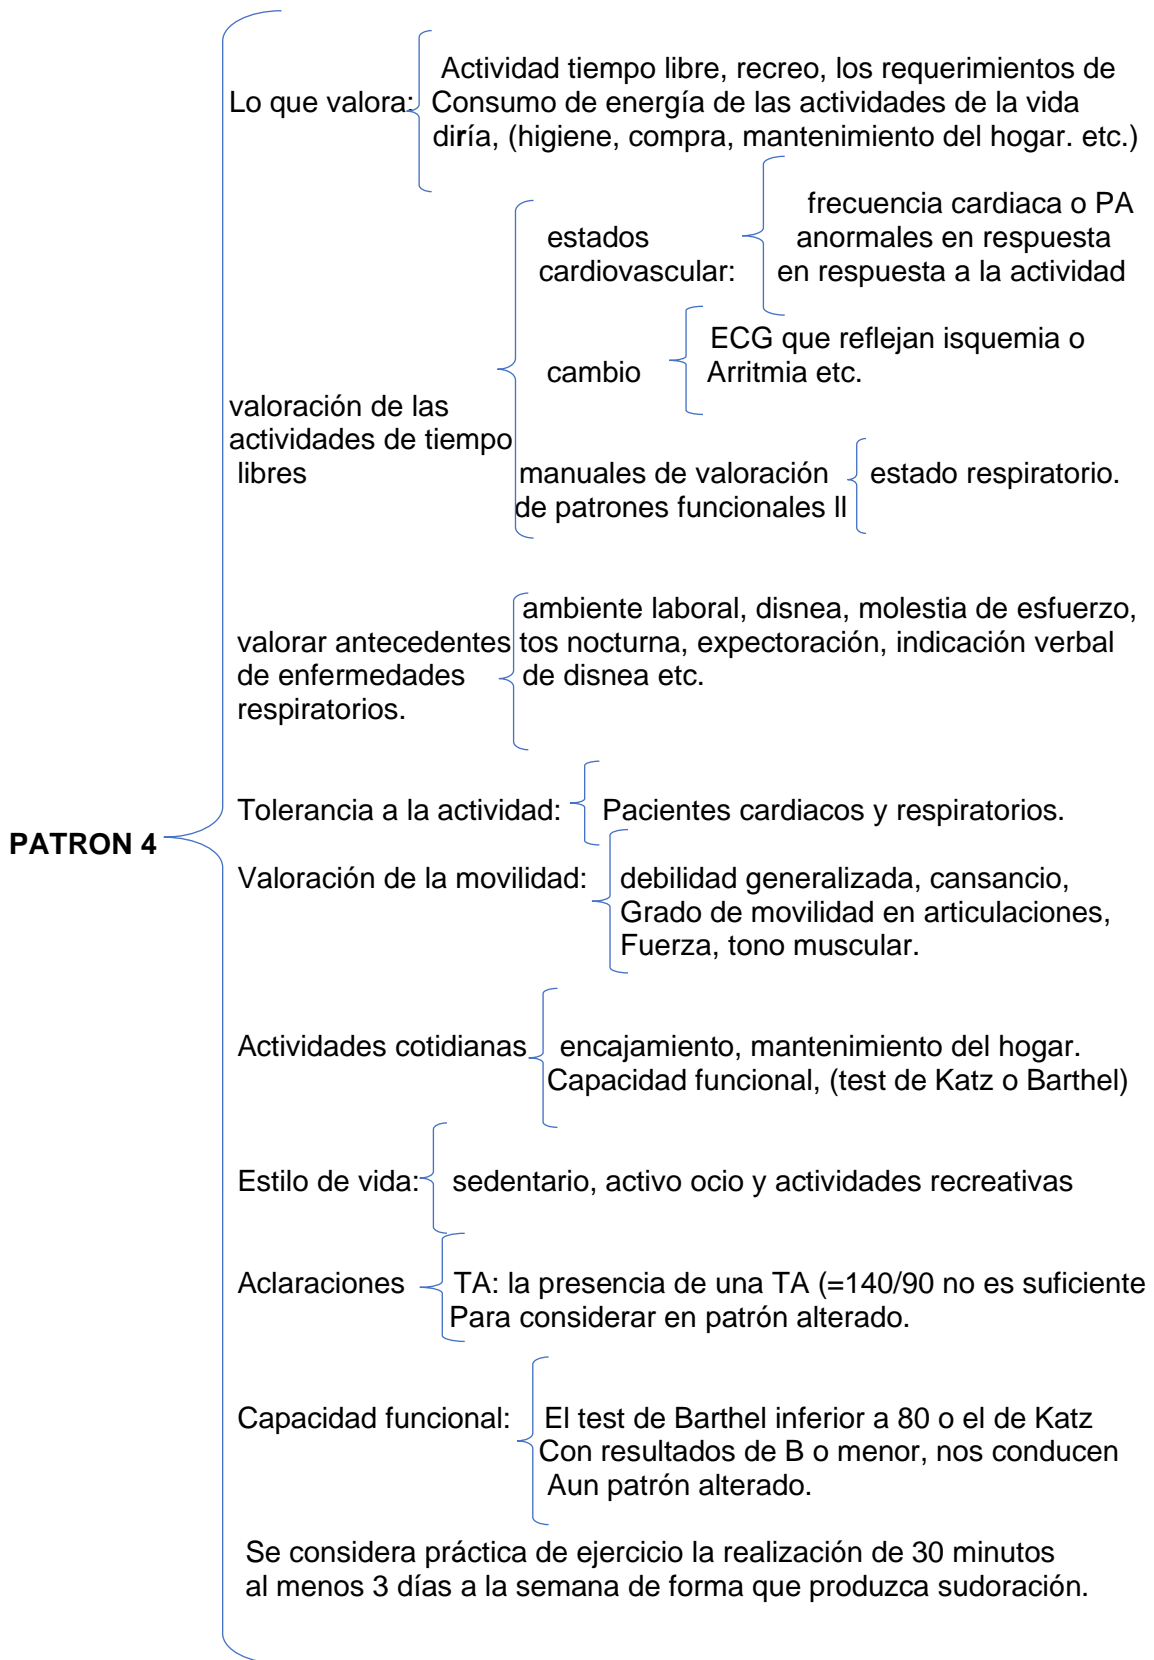 Actividad tiempo libre, recreo, los requerimientos de
Lo que valora: Consumo de energía de las actividades de la vida
diría, (higiene, compra, mantenimiento del hogar. etc.)
frecuencia cardiaca o PA
estados anormales en respuesta
cardiovascular: en respuesta a la actividad
ECG que reflejan isquemia o
cambio Arritmia etc.
valoración de las
actividades de tiempo
libres manuales de valoración estado respiratorio.
de patrones funcionales ll
ambiente laboral, disnea, molestia de esfuerzo,
valorar antecedentes tos nocturna, expectoración, indicación verbal
de enfermedades de disnea etc.
respiratorios.
Tolerancia a la actividad: Pacientes cardiacos y respiratorios.
PATRON 4
Valoración de la movilidad: debilidad generalizada, cansancio,
Grado de movilidad en articulaciones,
Fuerza, tono muscular.
Actividades cotidianas encajamiento, mantenimiento del hogar.
Capacidad funcional, (test de Katz o Barthel)
Estilo de vida: sedentario, activo ocio y actividades recreativas
Aclaraciones TA: la presencia de una TA (=140/90 no es suficiente
Para considerar en patrón alterado.
Capacidad funcional: El test de Barthel inferior a 80 o el de Katz
Con resultados de B o menor, nos conducen
Aun patrón alterado.
Se considera práctica de ejercicio la realización de 30 minutos
al menos 3 días a la semana de forma que produzca sudoración.